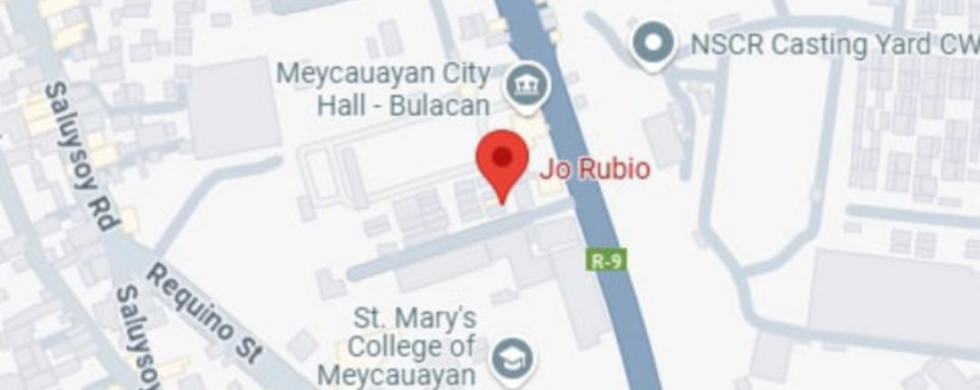 NSCR Casting Yard CW
Meycauayan City
Hall - Bulacan
Saluysoy Rd
Jo Rubio
R-9
Requino St
Saluysoy
St. Mary's
College of
Meycauayan